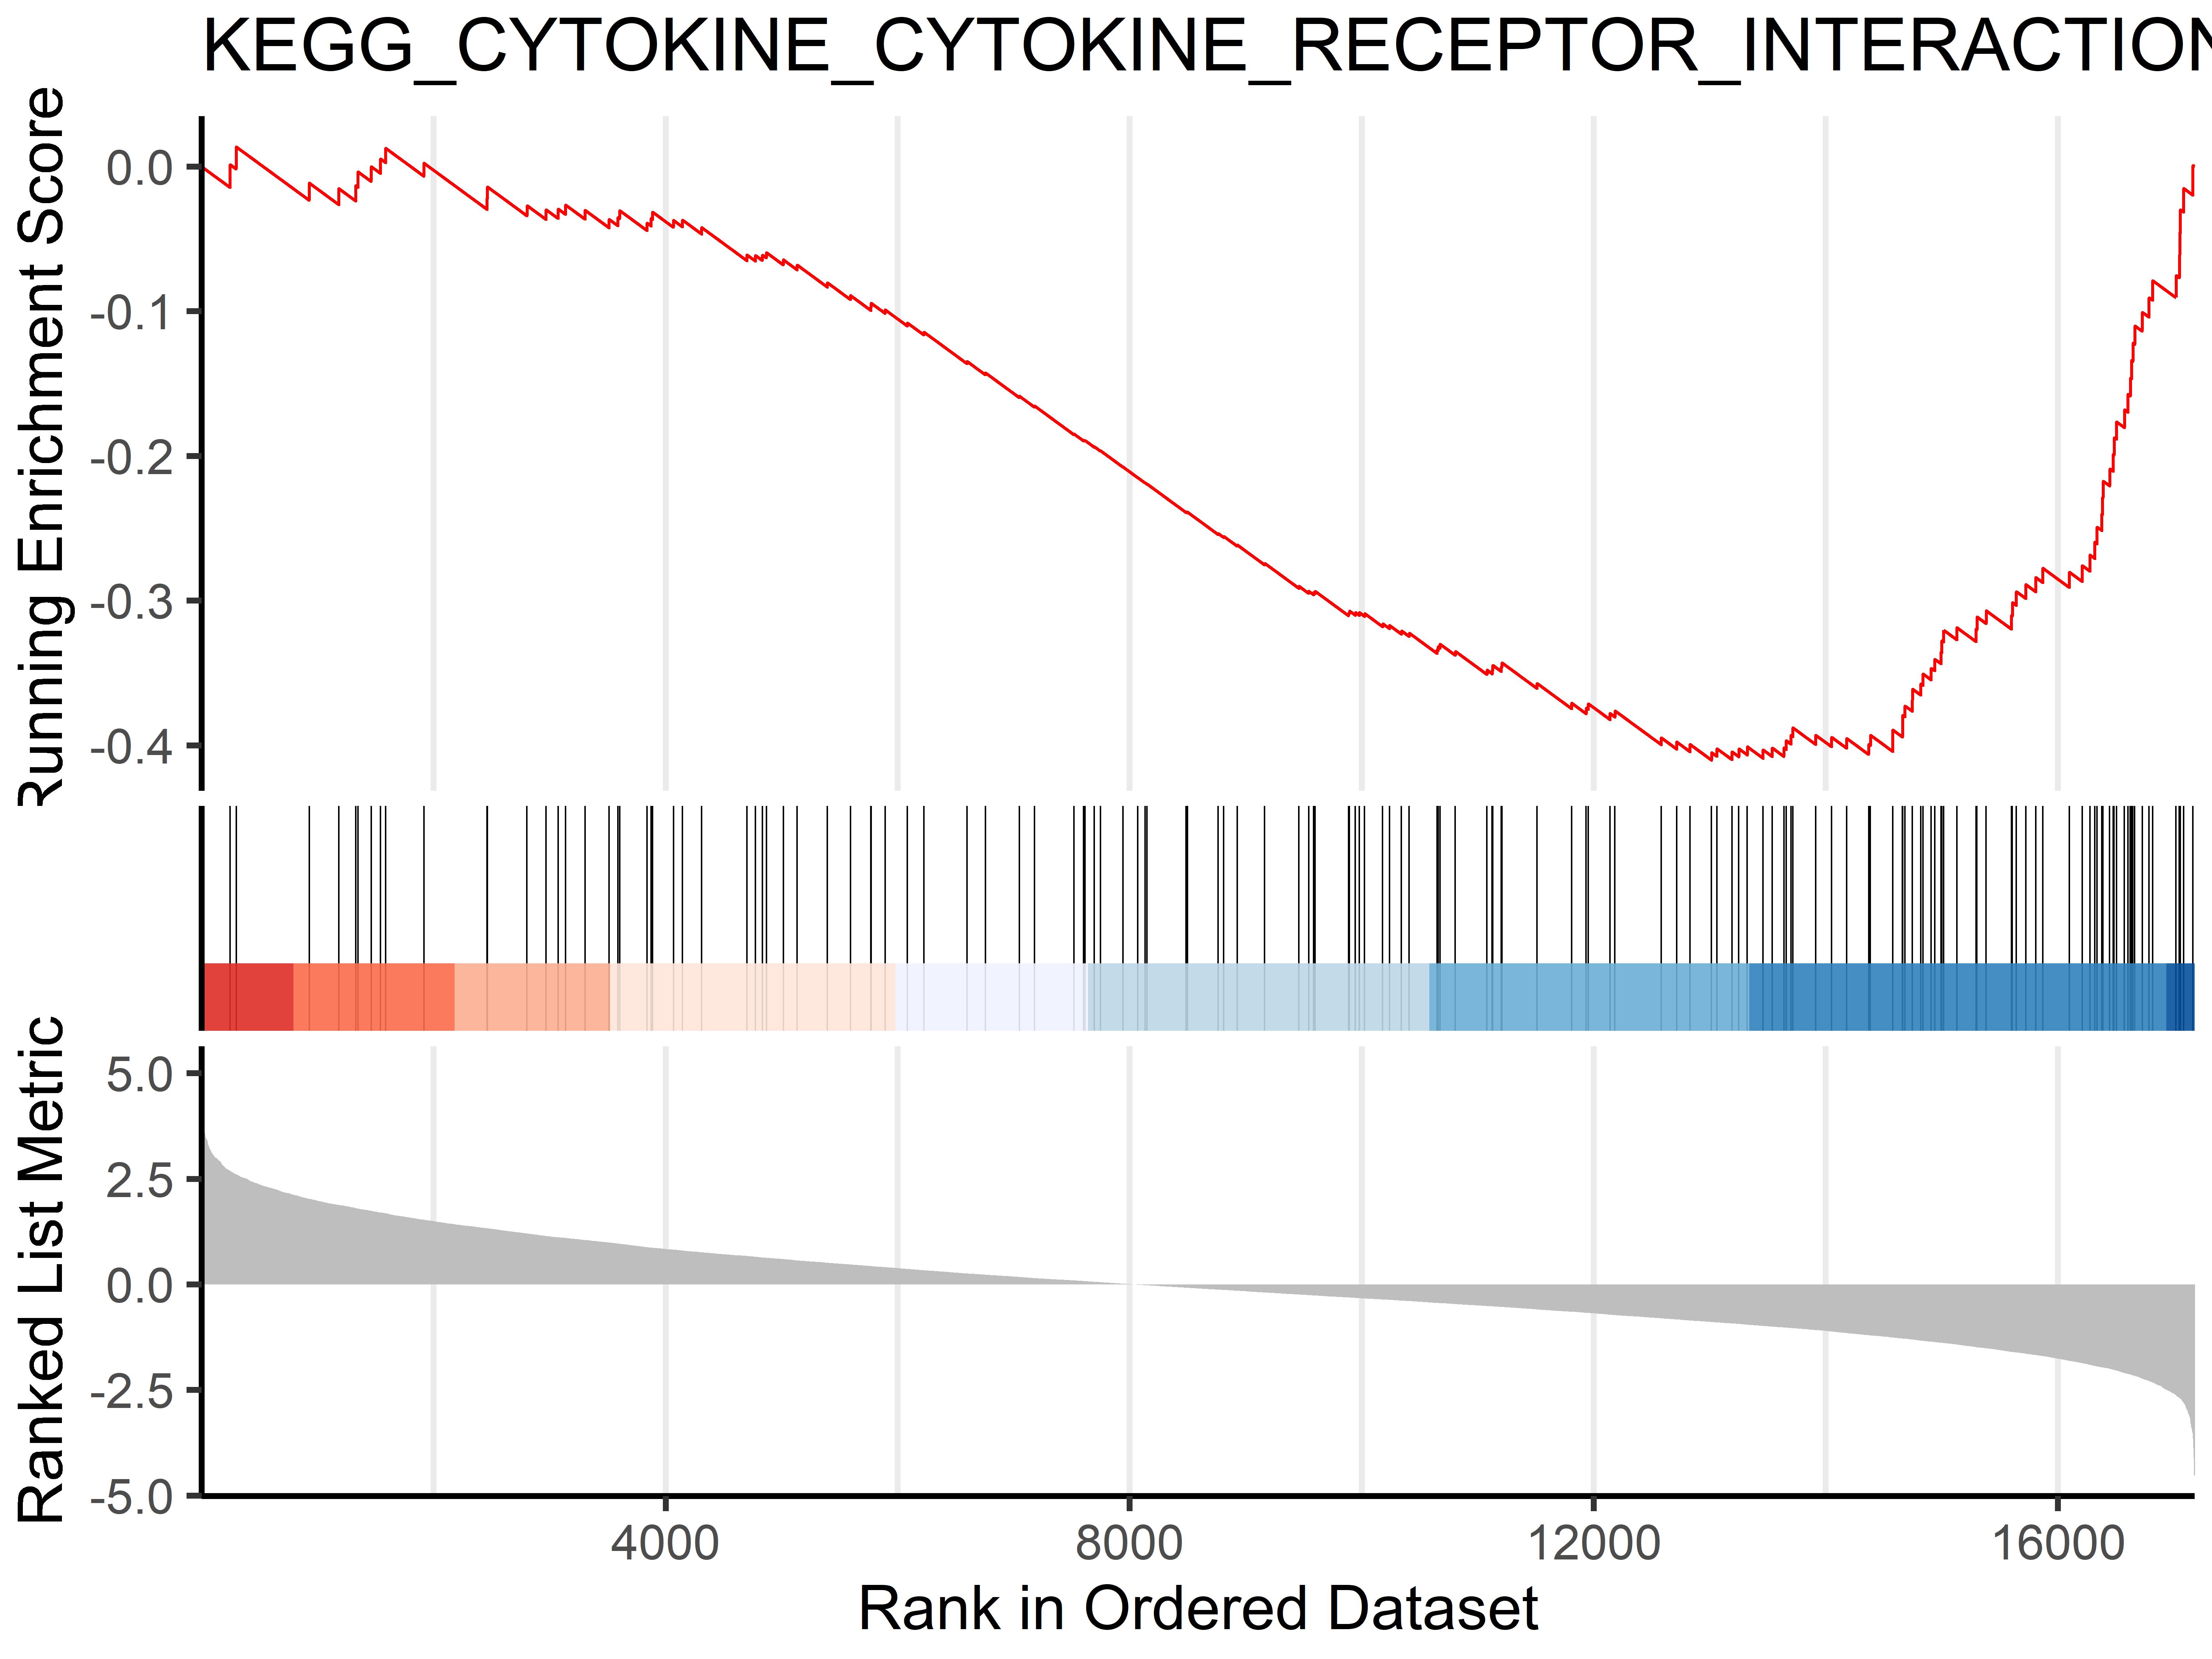 KEGG_CYTOKINE_CYTOKINE_RECEPTOR_INTERACTION
Running Enrichment Score
0.0
-0.1
-0.2
-0.3
-0.4
Ranked List Metric
5.0
2.5
0.0
-2.5
-5.0
4000 8000 12000 16000
Rank in Ordered Dataset